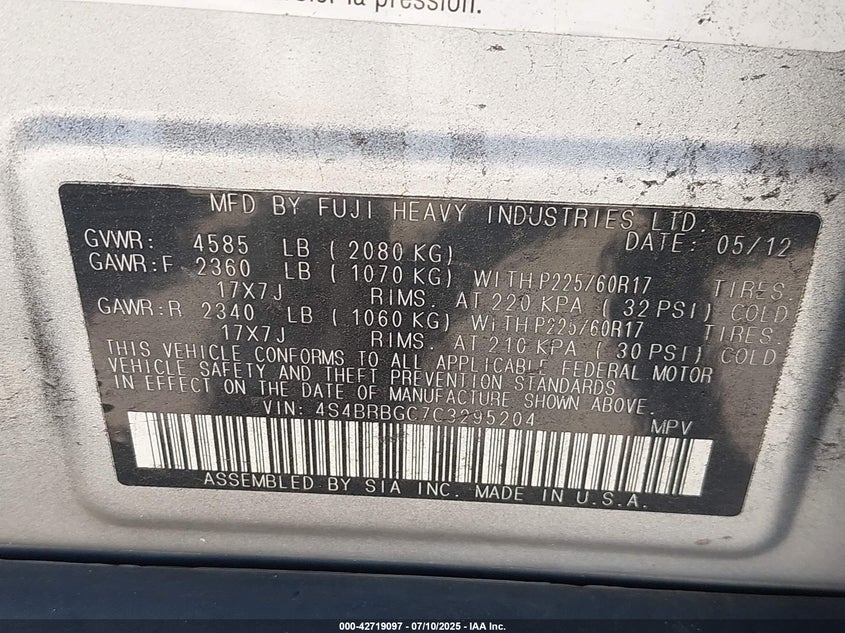 la pression.
MFD BY FUJI HEAVY INDUSTRIES LTD.
GVWR: 4585 LB ( 2080 KG) DATE: 05/12
GAWR:F 2360 LB ( 1070 KG) WITH P225/60R17 TIRES.
17X7J RIMS. AT 220 KPA ( 32 PSI) COLD
GAWR:R 2340 LB ( 1060 KG) WITH P225/60R17 TIRES.
17X7J RIMS. AT 210 KPA ( 30 PSI) COLD
THIS VEHICLE CONFORMS TO ALL APPLICABLE FEDERAL MOTOR
VEHICLE SAFETY AND THEFT PREVENTION STANDARDS
IN EFFECT ON THE DATE OF MANUFACTURE SHOWN ABOVE.
VIN: 4S4BRBGC7C3295204 MPV
ASSEMBLED BY SIA INC. MADE IN U.S.A.
000-42719097 - 07/10/2025 - IAA Inc.